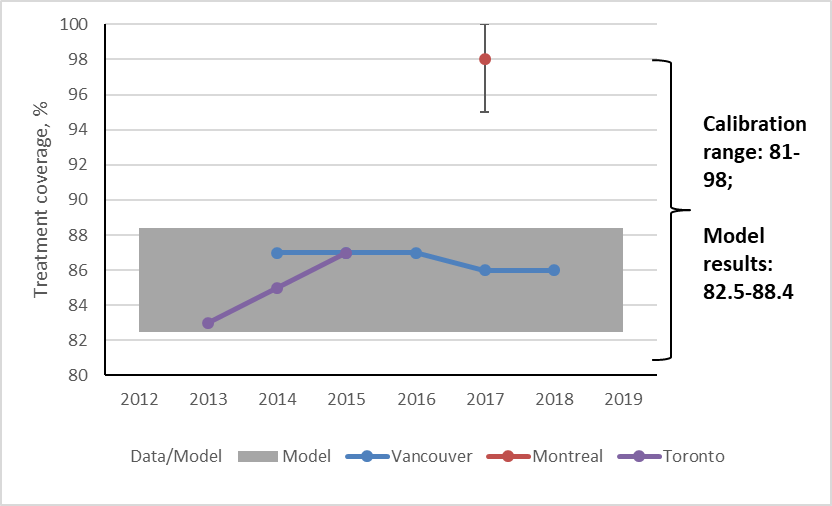 Treatment coverage, %
100
98
96
94
92
90
88
86
84
82
80
2012 2013 2014 2015 2016 2017 2018 2019
Calibration
range: 81-
98;
Model
results:
82.5-88.4
Data/Model Model Vancouver Montreal Toronto